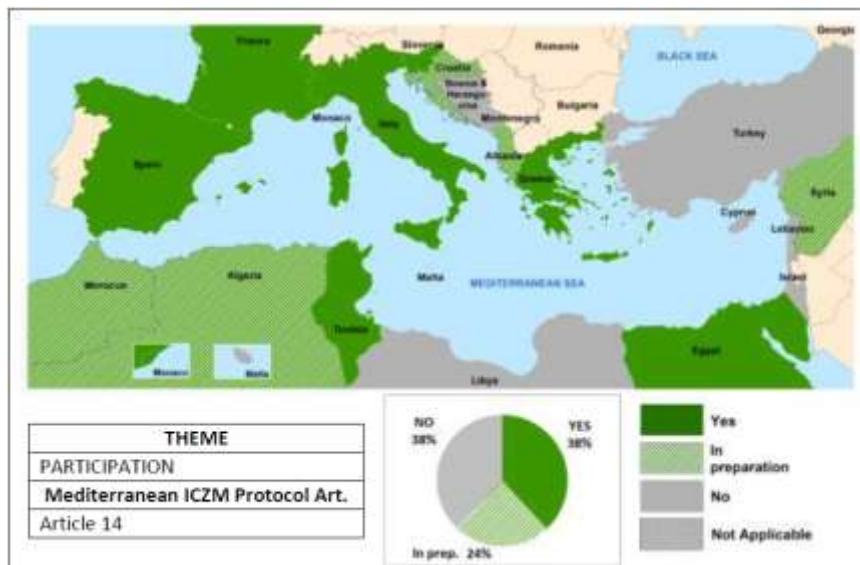 France
Slovenia
Romania
Georgia
BLACK SEA
Croatia
Bosnia &
Herzego-
vina
Monaco
Italy
Montenegro
Bulgaria
Spain
Albania
Greece
Turkey
Syria
Cyprus
Lebanon
Malta
MEDITERRANEAN SEA
Israel
Morocco
Algeria
Tunisia
Monaco
Malta
Libya
Egypt
THEME
PARTICIPATION
Mediterranean ICZM Protocol Art.
Article 14
NO
38%
YES
38%
In prep. 24%
Yes
In
preparation
No
Not Applicable